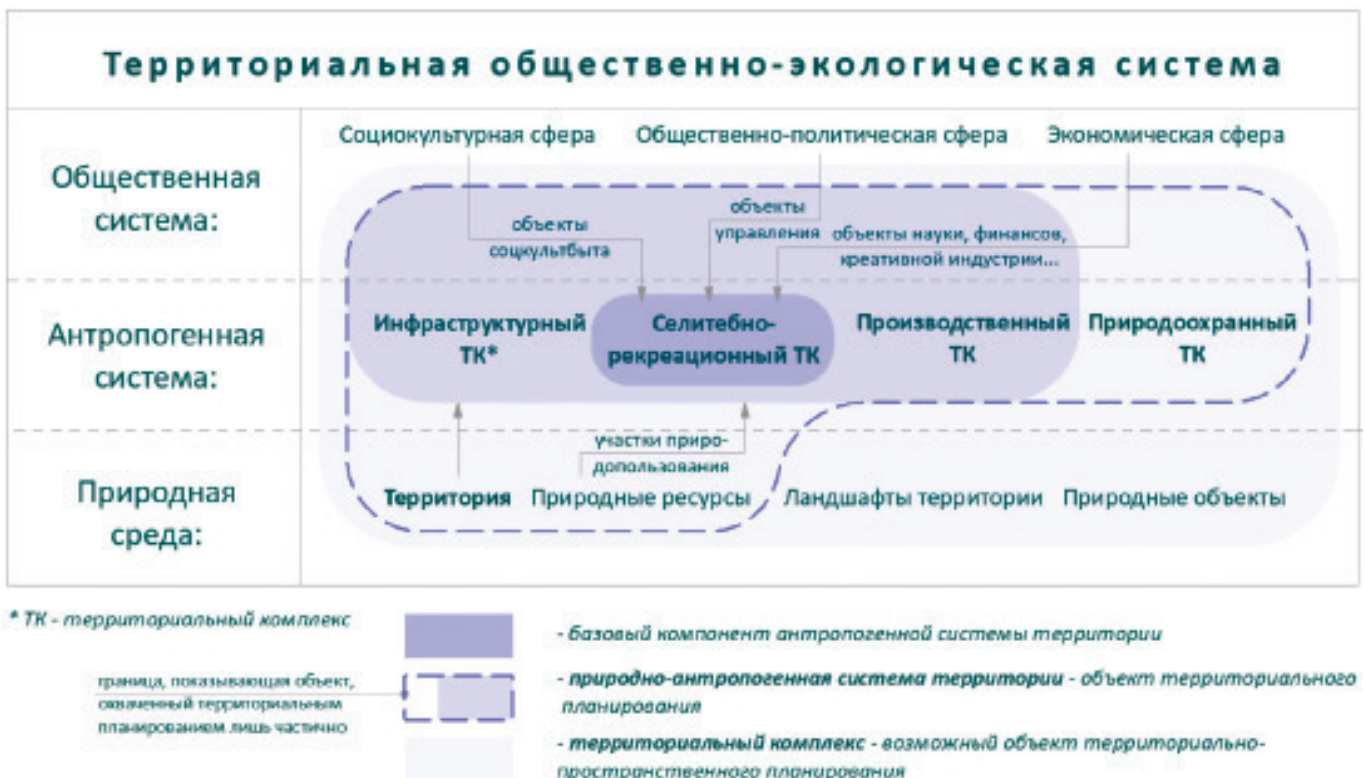 Территориальная общественно-экологическая система
Общественная
система:
Социокультурная сфера
Общественно-политическая сфера
Экономическая сфера
объекты
соцкультбыта
объекты
управления
объекты науки, финансов,
креативной индустрии...
Антропогенная
система:
Инфраструктурный
ТК*
Селитебно-
рекреационный ТК
Производственный
ТК
Природоохранный
ТК
Природная
среда:
участки приро-
допользования
Территория
Природные ресурсы
Ландшафты территории
Природные объекты
* ТК - территориальный комплекс
- базовый компонент антропогенной системы территории
граница, показывающая объект,
охваченный территориальным
планированием лишь частично
- природно-антропогенная система территории - объект территориального
планирования
- территориальный комплекс - возможный объект территориально-
пространственного планирования